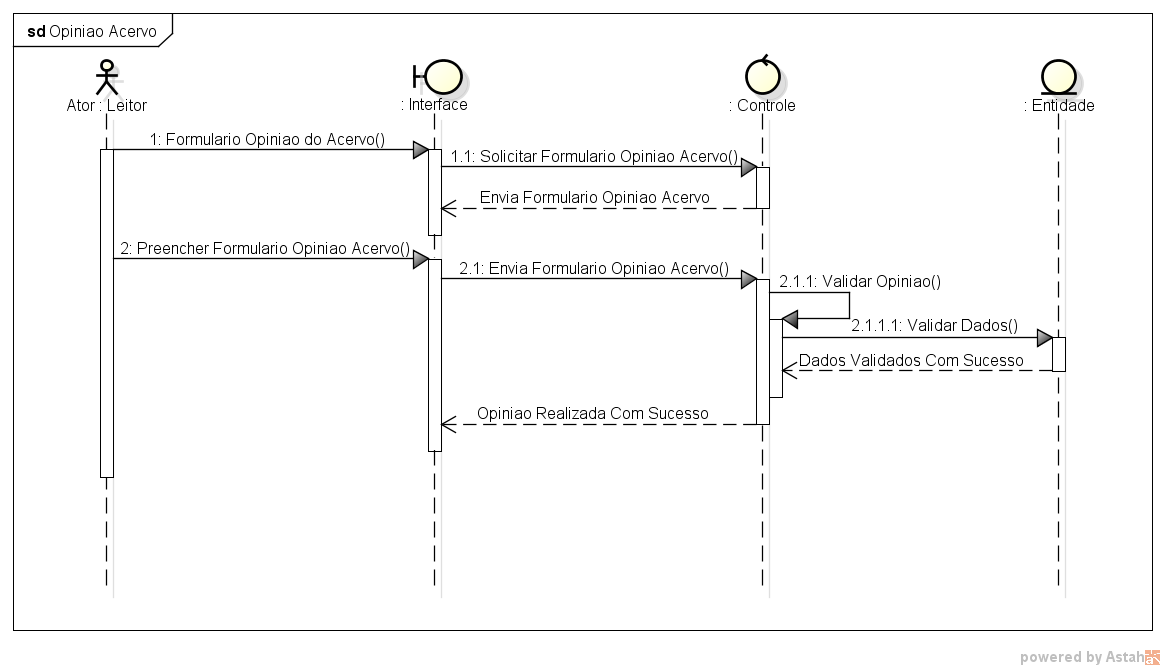 sd Opiniao Acervo
Ator : Leitor
: Interface
: Controle
: Entidade
1: Formulario Opiniao do Acervo()
1.1: Solicitar Formulario Opiniao Acervo()
Envia Formulario Opiniao Acervo
2: Preencher Formulario Opiniao Acervo()
2.1: Envia Formulario Opiniao Acervo()
2.1.1: Validar Opiniao()
2.1.1.1: Validar Dados()
Dados Validados Com Sucesso
Opiniao Realizada Com Sucesso
powered by Astah